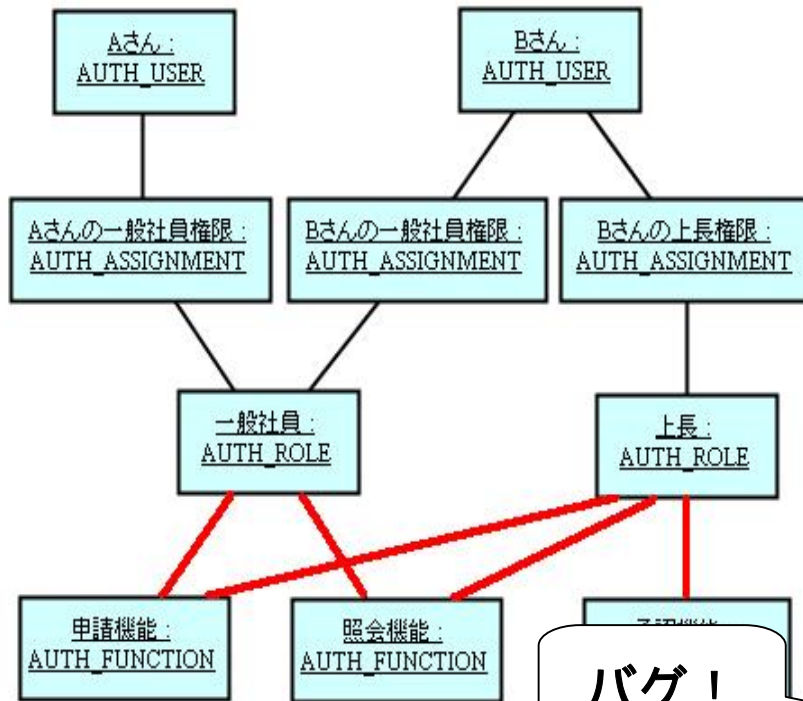 Aさん：
AUTH_USER
Bさん：
AUTH_USER
Aさんの一般社員権限：
AUTH_ASSIGNMENT
Bさんの一般社員権限：
AUTH_ASSIGNMENT
Bさんの上長権限：
AUTH_ASSIGNMENT
一般社員：
AUTH_ROLE
上長：
AUTH_ROLE
申請機能：
AUTH_FUNCTION
照会機能：
AUTH_FUNCTION
バグ！